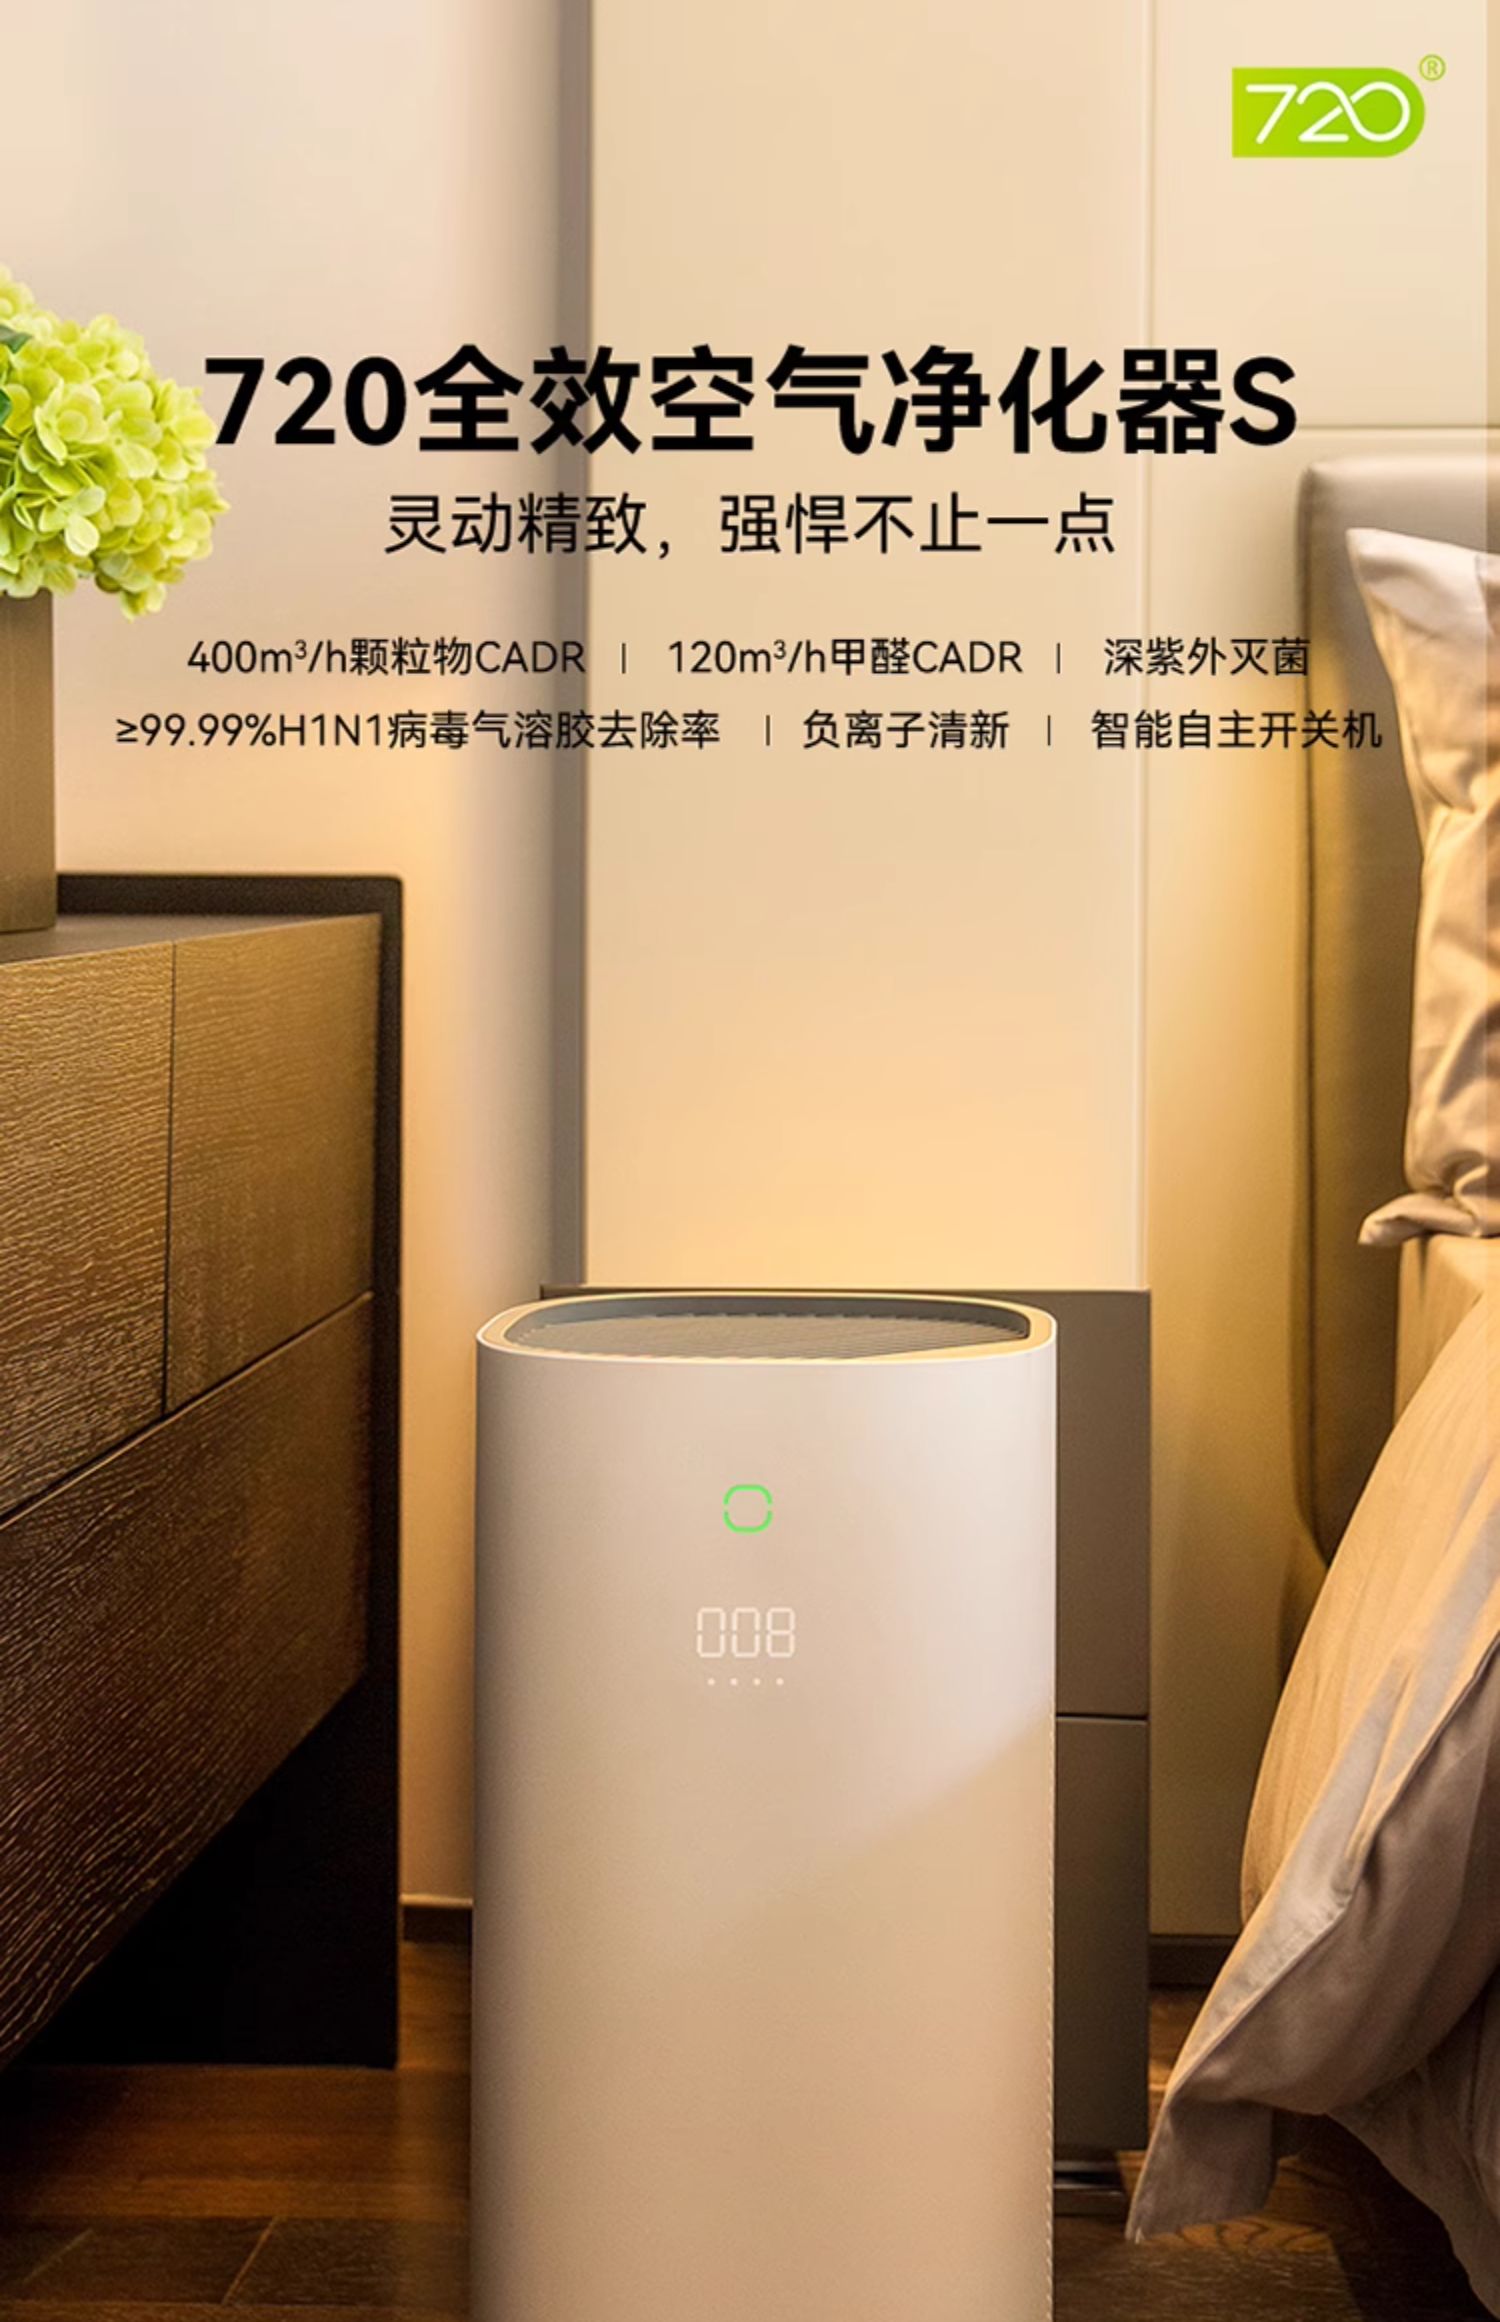 720®
720全效空气净化器S
灵动精致，强悍不止一点
400m³/h颗粒物CADR | 120m³/h甲醛CADR | 深紫外灭菌
≥99.99%H1N1病毒气溶胶去除率 | 负离子清新 | 智能自主开关机
008